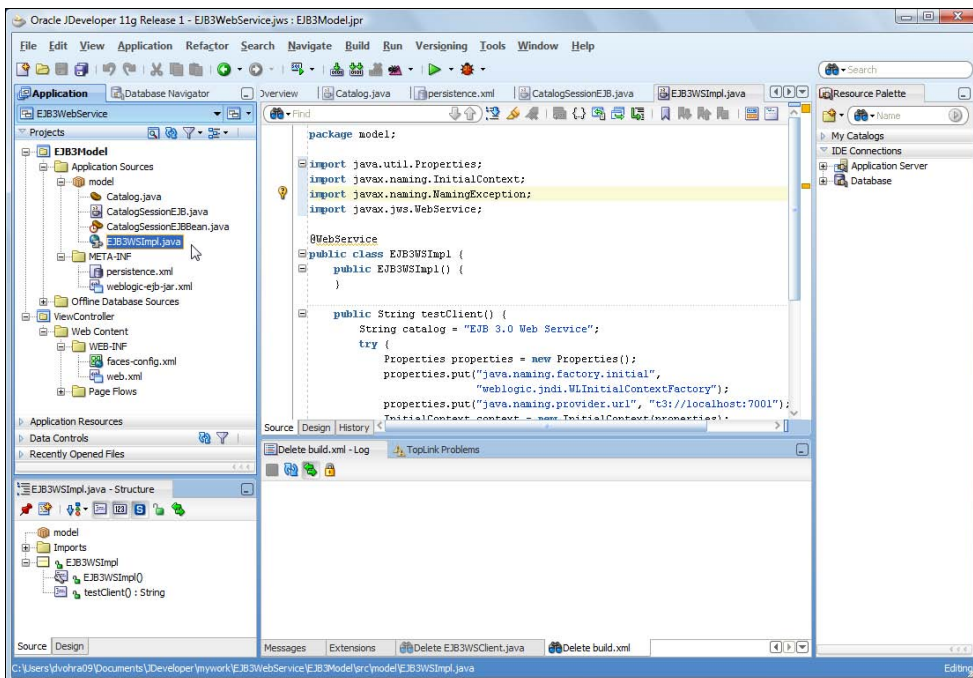 Oracle JDeveloper 11g Release 1 - EJB3WebService.jws : EJB3Model.jpr
File Edit View Application Refactor Search Navigate Build Run Versioning Tools Window Help
Search
Application
Database Navigator
EJB3WebService
Projects
EJB3Model
Application Sources
model
Catalog.java
CatalogSessionEJB.java
CatalogSessionEJBBean.java
EJB3WSImpl.java
META-INF
persistence.xml
weblogic-ejb-jar.xml
Offline Database Sources
ViewController
Web Content
WEB-INF
faces-config.xml
web.xml
Page Flows
Application Resources
Data Controls
Recently Opened Files
EJB3WSImpl.java - Structure
model
Imports
EJB3WSImpl
EJB3WSImpl()
testClient() : String
Source Design
Overview Catalog.java persistence.xml CatalogSessionEJB.java EJB3WSImpl.java
Find
package model;
import java.util.Properties;
import javax.naming.InitialContext;
import javax.naming.NamingException;
import javax.jws.WebService;
@WebService
public class EJB3WSImpl {
public EJB3WSImpl() {
}
public String testClient() {
String catalog = "EJB 3.0 Web Service";
try {
Properties properties = new Properties();
properties.put("java.naming.factory.initial",
"weblogic.jndi.WLInitialContextFactory");
properties.put("java.naming.provider.url", "t3://localhost:7001");
InitialContext context = new InitialContext(properties);
Source Design History
Delete build.xml - Log
TopLink Problems
Messages Extensions Delete EJB3WSClient.java Delete build.xml
Resource Palette
Name
My Catalogs
IDE Connections
Application Server
Database
C:\Users\dvohra09\Documents\JDeveloper\mywork\EJB3WebService\EJB3Model\src\model\EJB3WSImpl.java
Editing